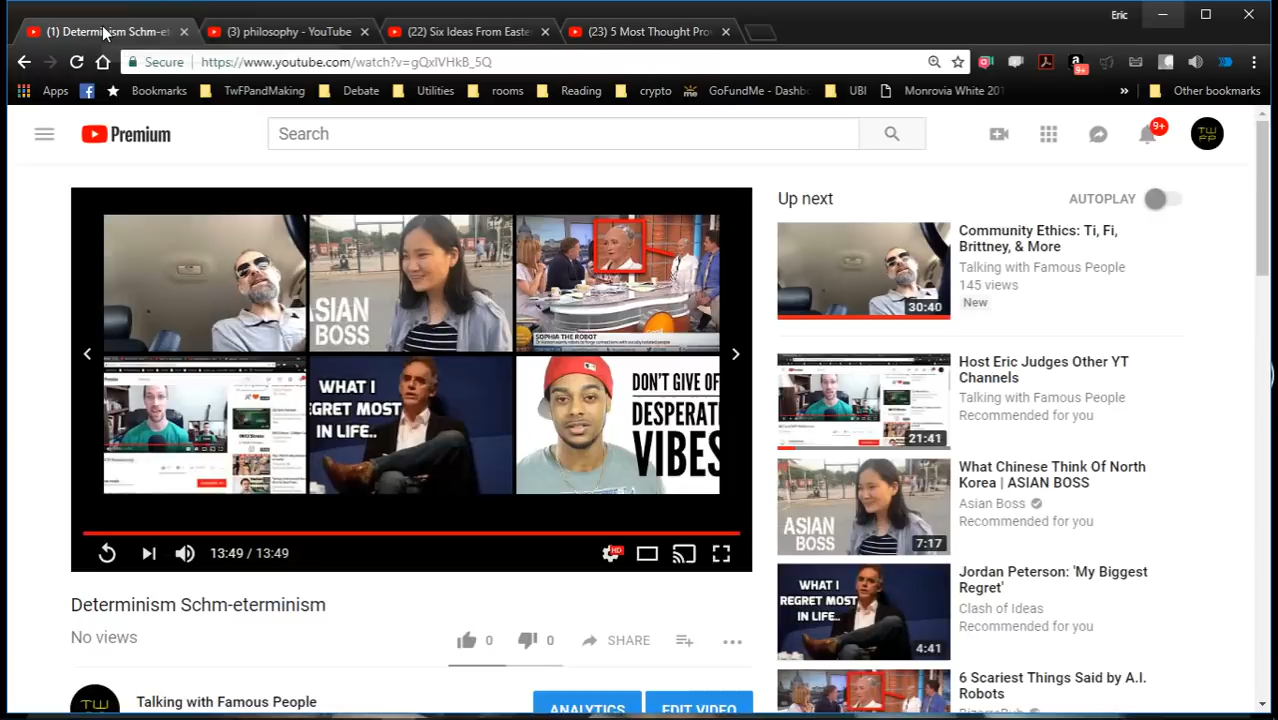 Eric
(1) Determinism Schm-et
(3) philosophy - YouTube
(22) Six Ideas From Easte
(23) 5 Most Thought Pro
Secure
https://www.youtube.com/watch?v=gQxlVHkB_5Q
9+
Apps
Bookmarks
TwFPandMaking
Debate
Utilities
rooms
Reading
crypto
GoFundMe - Dashb
UBI
Monrovia White 201
»
Other bookmarks
Premium
Search
9+
TW
FP
ASIAN
BOSS
SOPHIA THE ROBOT
WHAT I
GRET MOST
IN LIFE..
DON'T GIVE OF
DESPERAT
VIBES
13:49 / 13:49
HD
Determinism Schm-eterminism
No views
0
0
SHARE
TW
Talking with Famous People
ANALYTICS
EDIT VIDEO
Up next
AUTOPLAY
30:40
Community Ethics: Ti, Fi,
Brittney, & More
Talking with Famous People
145 views
New
21:41
Host Eric Judges Other YT
Channels
Talking with Famous People
Recommended for you
ASIAN
BOSS
7:17
What Chinese Think Of North
Korea | ASIAN BOSS
Asian Boss
Recommended for you
WHAT I
REGRET MOST
IN LIFE..
4:41
Jordan Peterson: 'My Biggest
Regret'
Clash of Ideas
Recommended for you
6 Scariest Things Said by A.I.
Robots